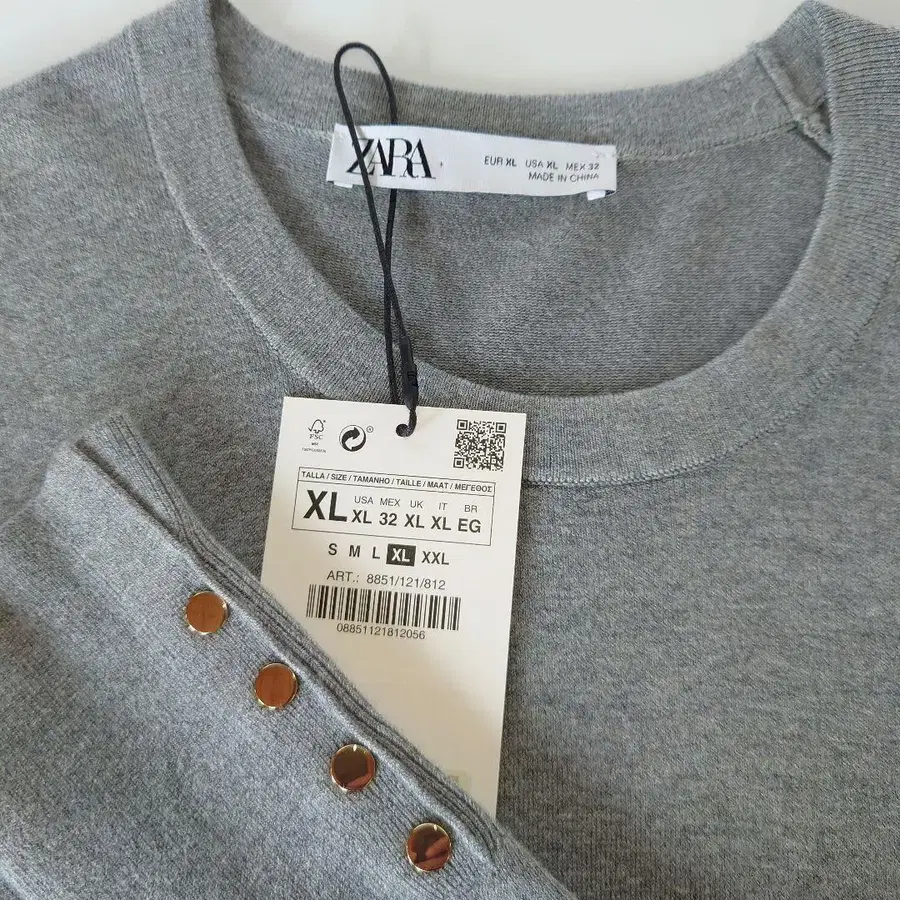 ZARA
EUR XL USA XL MEX 32
MADE IN CHINA
FSC
TALLA / SIZE / TAMANHO / TAILLE / MAAT / ΜΕΓΕΘΟΣ
XL
USA MEX UK IT BR
XL 32 XL XL EG
S M L XL XXL
ART.: 8851/121/812
08851121812056